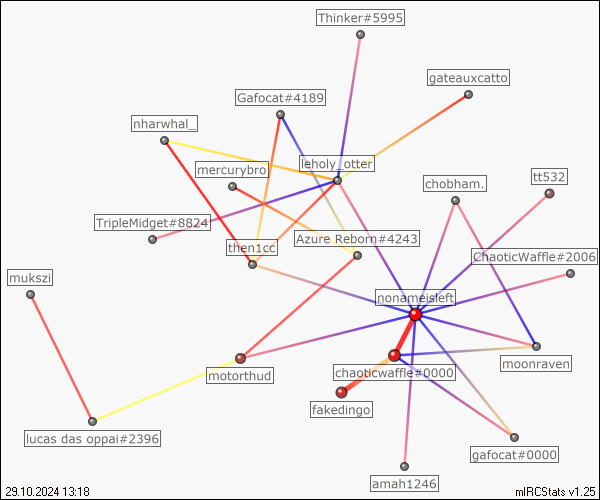 Thinker#5995
gateauxcatto
Gafocat#4189
nharwhal_
leholy_otter
mercurybro
tt532
chobham.
TripleMidget#8824
Azure Reborn#4243
then1cc
ChaoticWaffle#2006
mukszi
nonameisleft
moonraven
chaoticwaffle#0000
motorthud
fakedingo
lucas das oppai#2396
gafocat#0000
amah1246
29.10.2024 13:18
mIRCStats v1.25